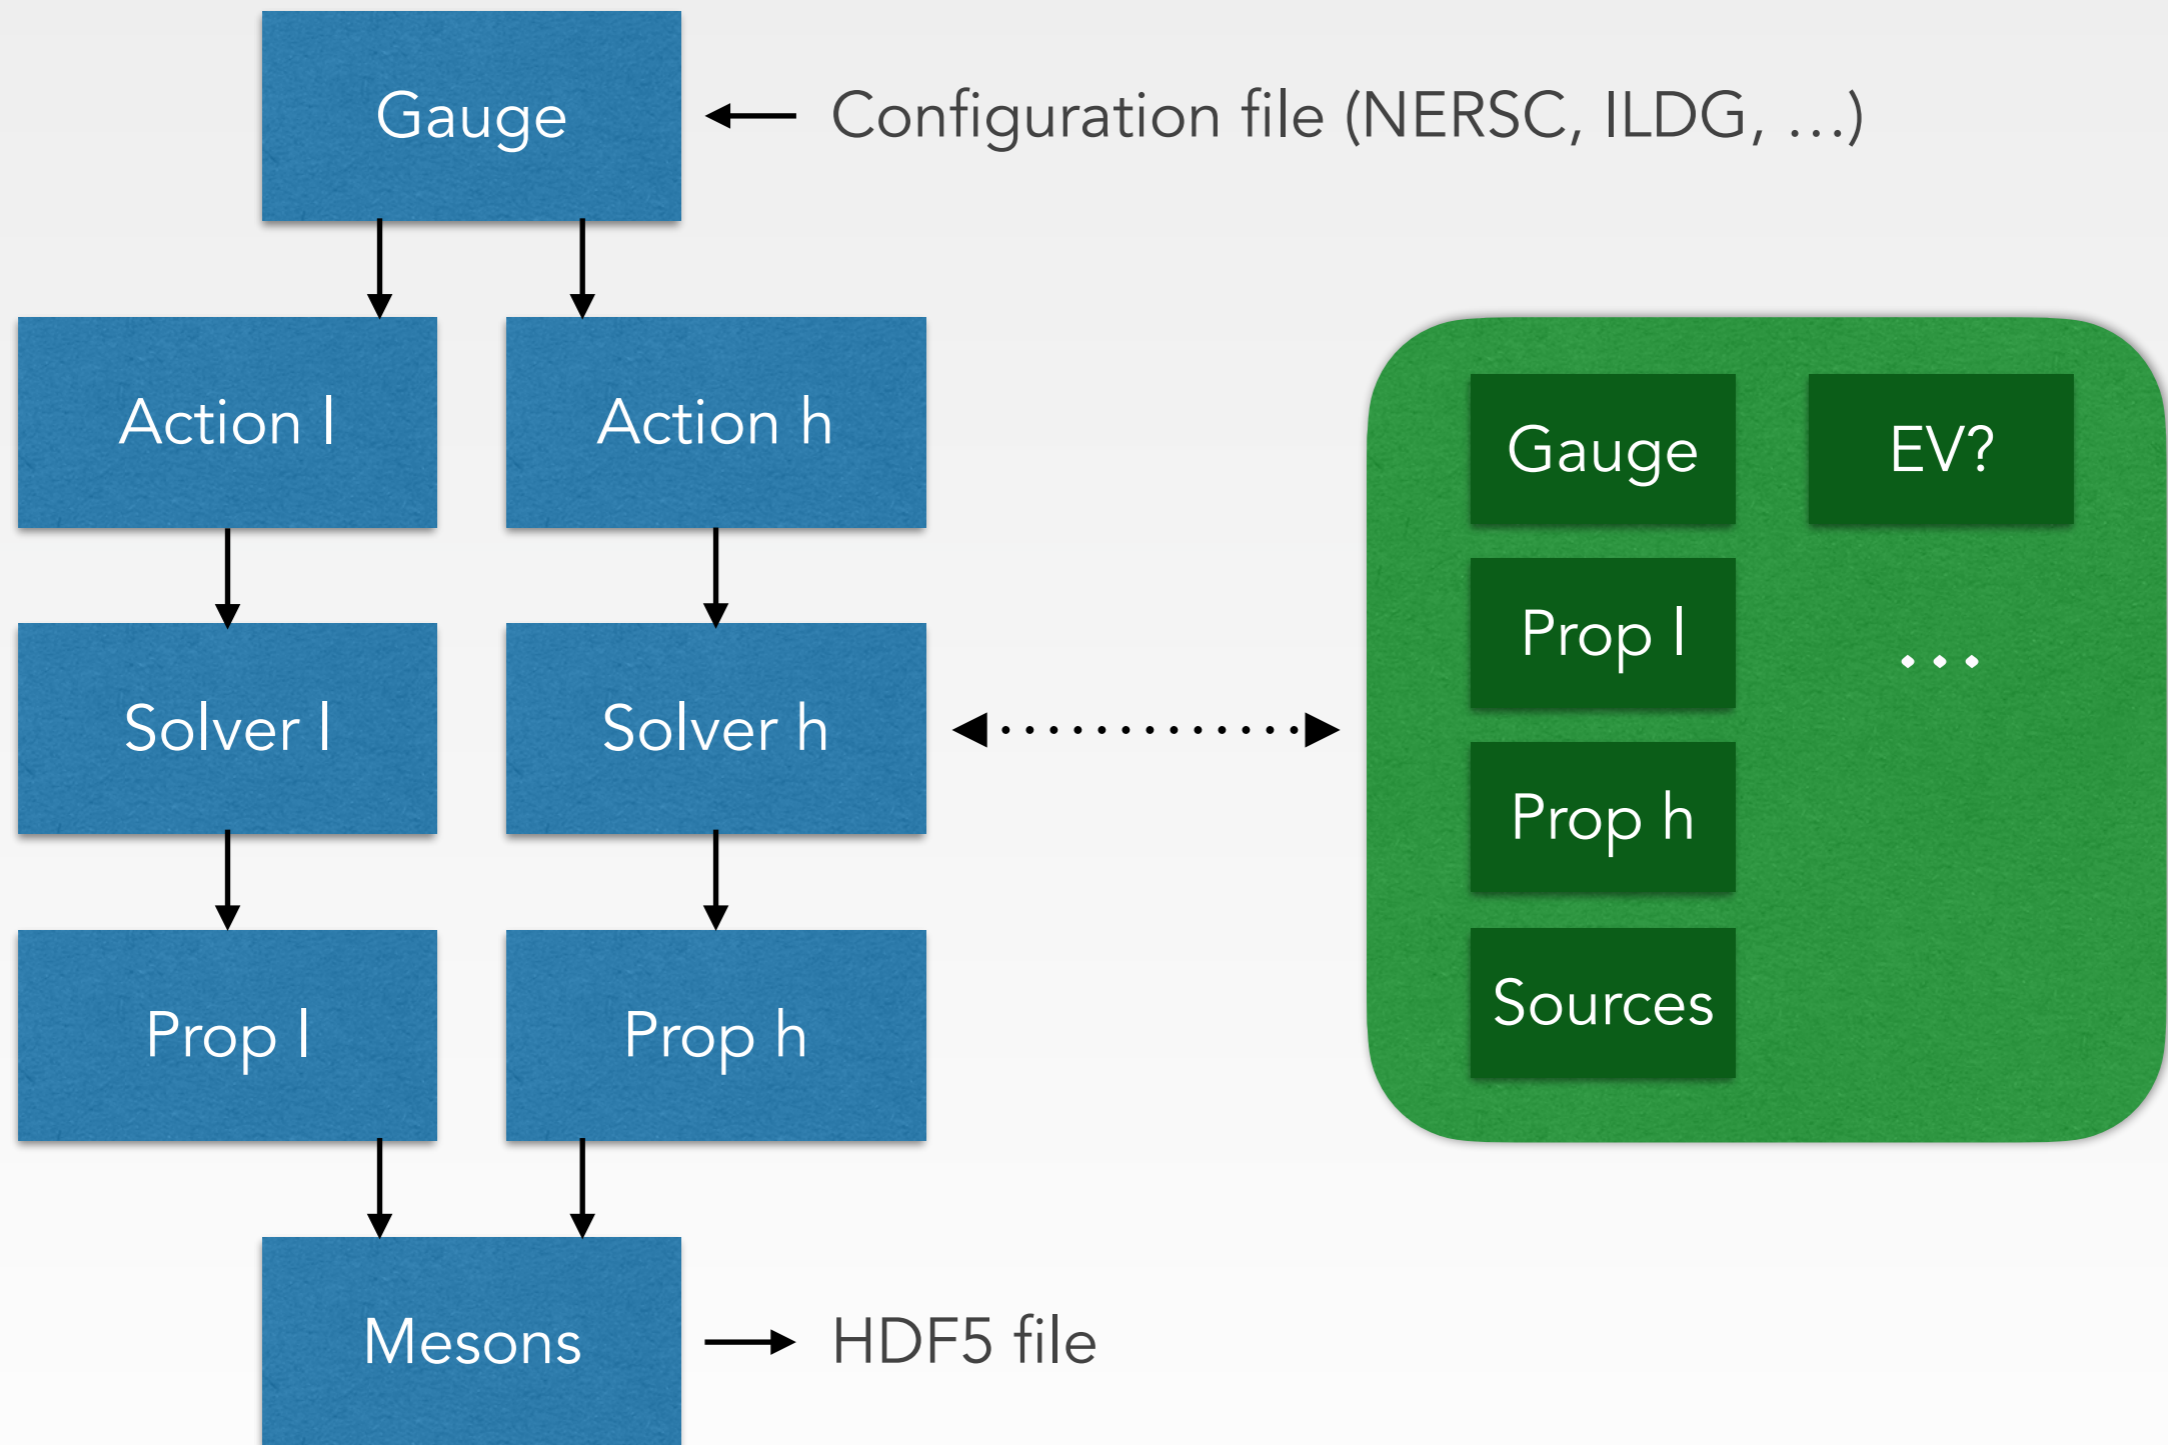 Gauge
Configuration file (NERSC, ILDG, …)
Action l
Action h
Solver l
Solver h
Prop l
Prop h
Mesons
HDF5 file
Gauge
EV?
Prop l
…
Prop h
Sources